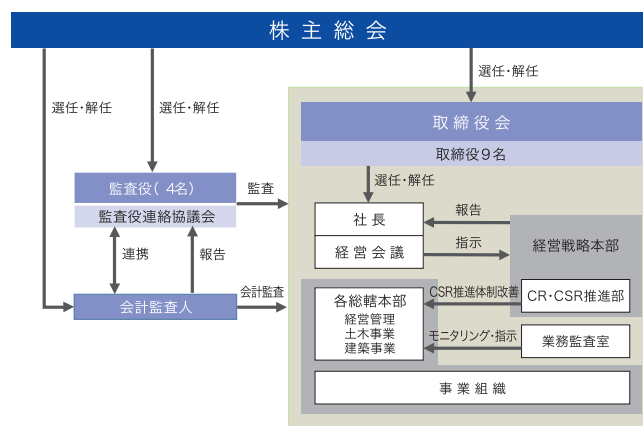 株主総会
選任・解任
選任・解任
選任・解任
取締役会
取締役9名
選任・解任
監査役(4名)
監査役連絡協議会
監査
社長
経営会議
報告
指示
経営戦略本部
連携
報告
会計監査人
会計監査
各総轄本部
経営管理
土木事業
建築事業
CSR推進体制改善
CR・CSR推進部
モニタリング・指示
業務監査室
事業組織